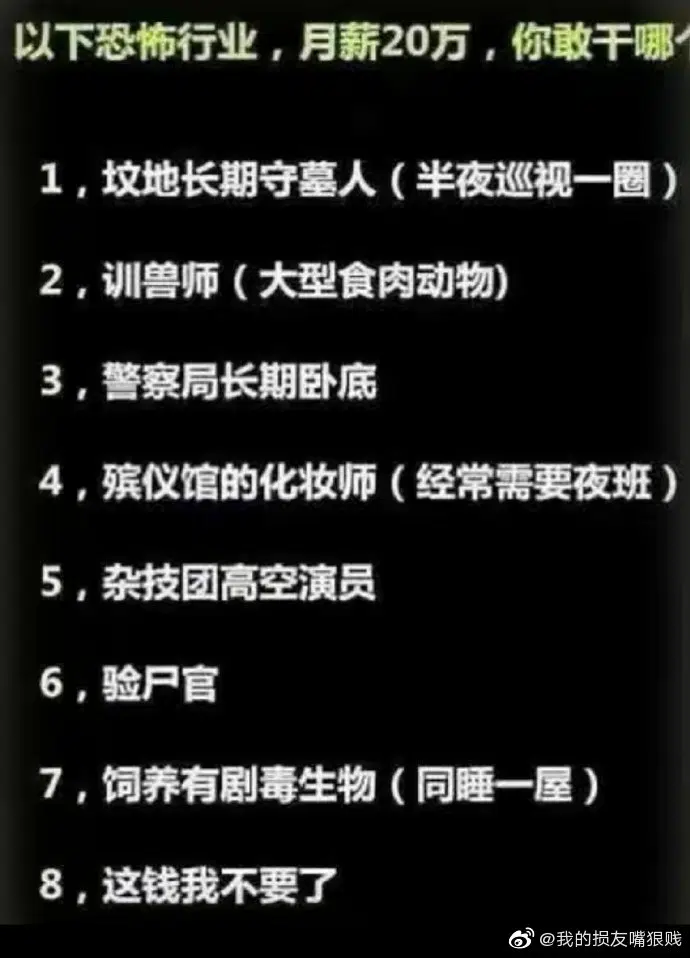 以下恐怖行业，月薪20万，你敢干哪个
1，坟地长期守墓人（半夜巡视一圈）
2，训兽师（大型食肉动物)
3，警察局长期卧底
4，殡仪馆的化妆师（经常需要夜班）
5，杂技团高空演员
6，验尸官
7，饲养有剧毒生物（同睡一屋）
8，这钱我不要了
@我的损友嘴狠贱